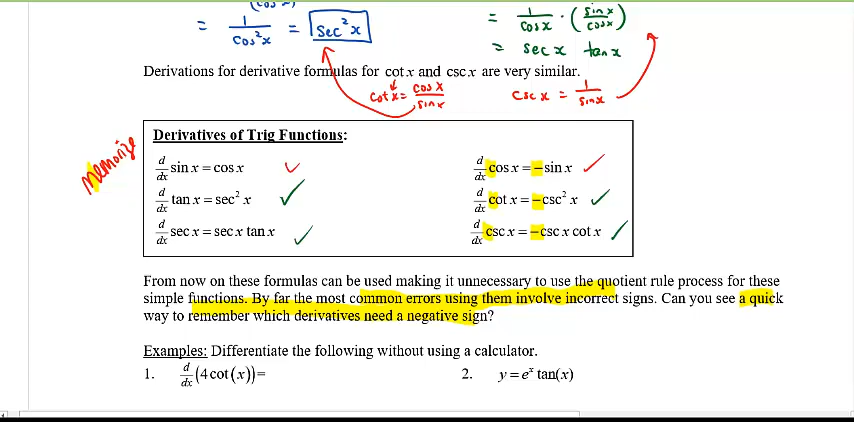 (cos x)
= 1/cos²x = sec²x
= 1/cos x · (sin x/cos x)
= sec x tan x
Derivations for derivative formulas for cot x and csc x are very similar.
cot x = cos x/sin x
csc x = 1/sin x
memorize
Derivatives of Trig Functions:
d/dx sin x = cos x
d/dx cos x = −sin x
d/dx tan x = sec² x
d/dx cot x = −csc² x
d/dx sec x = sec x tan x
d/dx csc x = −csc x cot x
From now on these formulas can be used making it unnecessary to use the quotient rule process for these
simple functions. By far the most common errors using them involve incorrect signs. Can you see a quick
way to remember which derivatives need a negative sign?
Examples: Differentiate the following without using a calculator.
1. d/dx (4 cot(x)) =
2. y = eˣ tan(x)